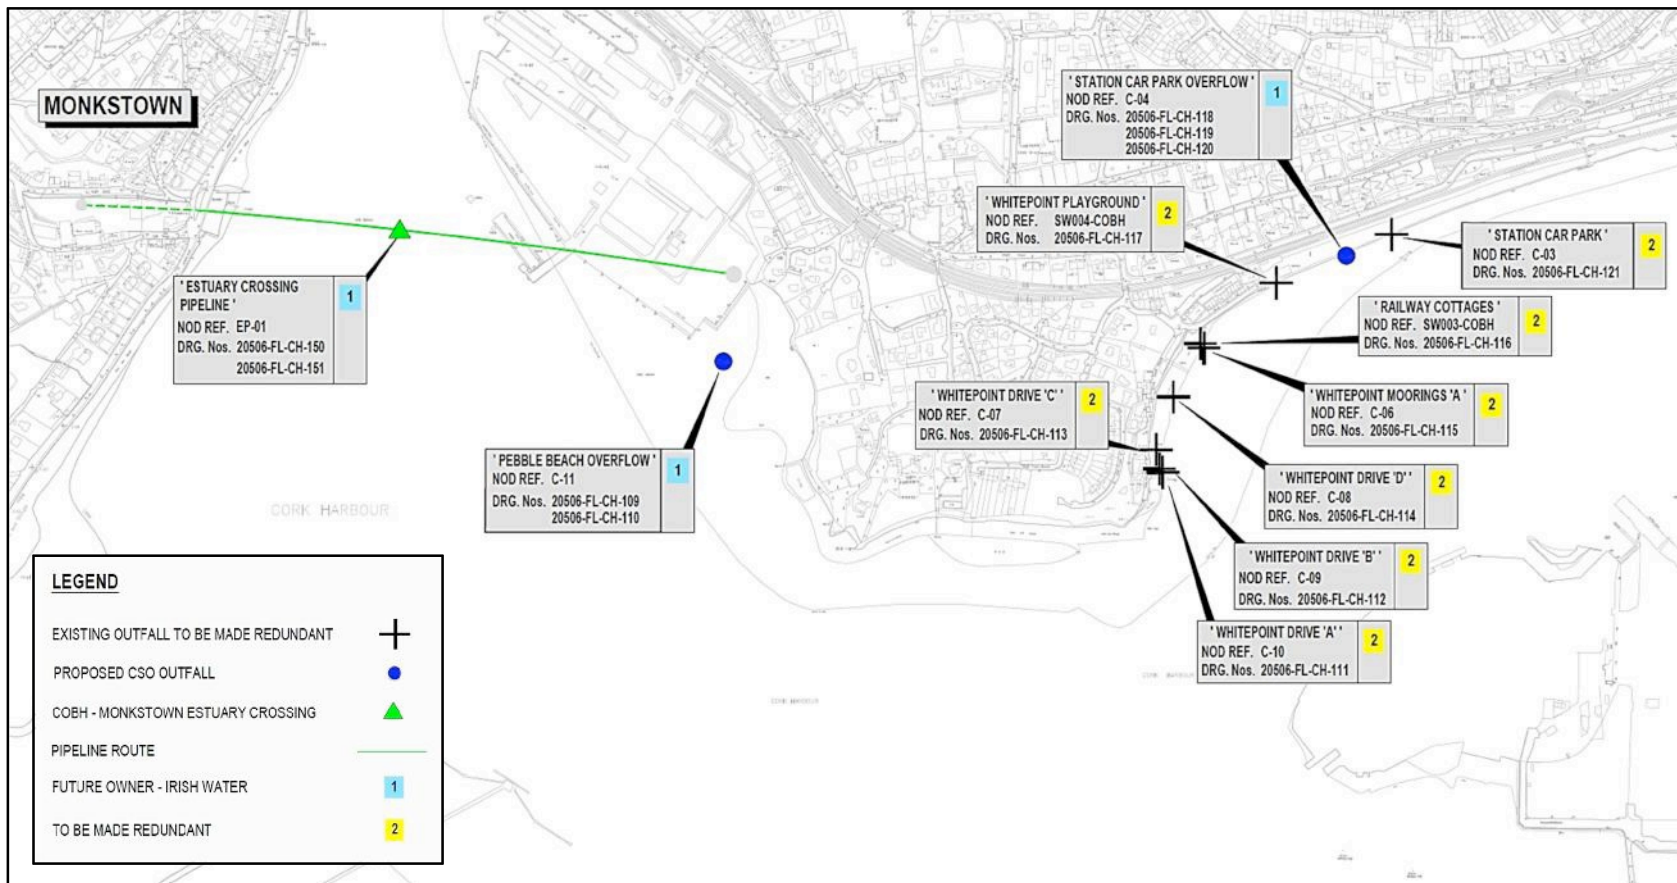 MONKSTOWN
' STATION CAR PARK OVERFLOW '
NOD REF. C-04
DRG. Nos. 20506-FL-CH-118
20506-FL-CH-119
20506-FL-CH-120
1
' WHITEPOINT PLAYGROUND '
NOD REF. SW004-COBH
DRG. Nos. 20506-FL-CH-117
2
' STATION CAR PARK '
NOD REF. C-03
DRG. Nos. 20506-FL-CH-121
2
' ESTUARY CROSSING
PIPELINE '
NOD REF. EP-01
DRG. Nos. 20506-FL-CH-150
20506-FL-CH-151
1
' RAILWAY COTTAGES '
NOD REF. SW003-COBH
DRG. Nos. 20506-FL-CH-116
2
' WHITEPOINT DRIVE 'C' '
NOD REF. C-07
DRG. Nos. 20506-FL-CH-113
2
' WHITEPOINT MOORINGS 'A '
NOD REF. C-06
DRG. Nos. 20506-FL-CH-115
2
' PEBBLE BEACH OVERFLOW '
NOD REF. C-11
DRG. Nos. 20506-FL-CH-109
20506-FL-CH-110
1
' WHITEPOINT DRIVE 'D' '
NOD REF. C-08
DRG. Nos. 20506-FL-CH-114
2
CORK HARBOUR
' WHITEPOINT DRIVE 'B' '
NOD REF. C-09
DRG. Nos. 20506-FL-CH-112
2
' WHITEPOINT DRIVE 'A' '
NOD REF. C-10
DRG. Nos. 20506-FL-CH-111
2
CORK HARBOUR
CORK HARBOUR
LEGEND
EXISTING OUTFALL TO BE MADE REDUNDANT
PROPOSED CSO OUTFALL
COBH - MONKSTOWN ESTUARY CROSSING
PIPELINE ROUTE
FUTURE OWNER - IRISH WATER 1
TO BE MADE REDUNDANT 2